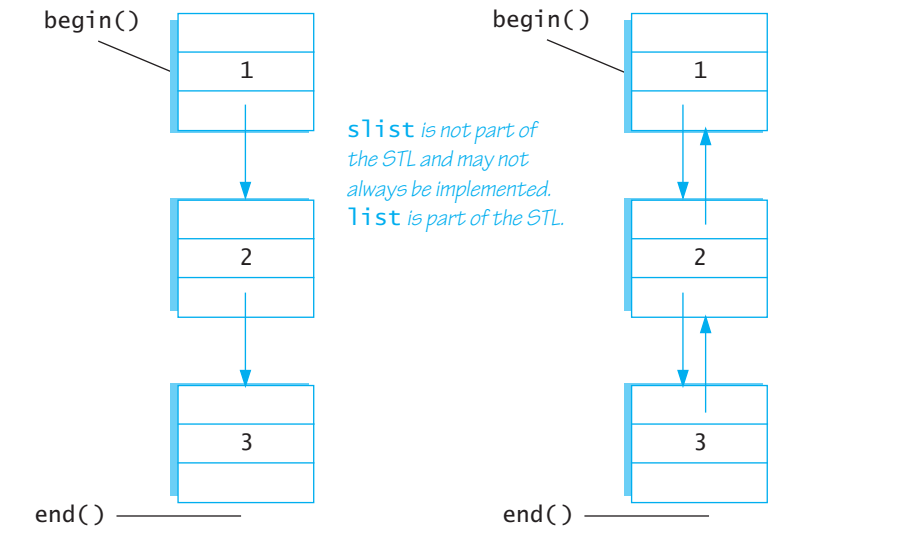 begin()
1
2
3
end()
slist is not part of
the STL and may not
always be implemented.
list is part of the STL.
begin()
1
2
3
end()